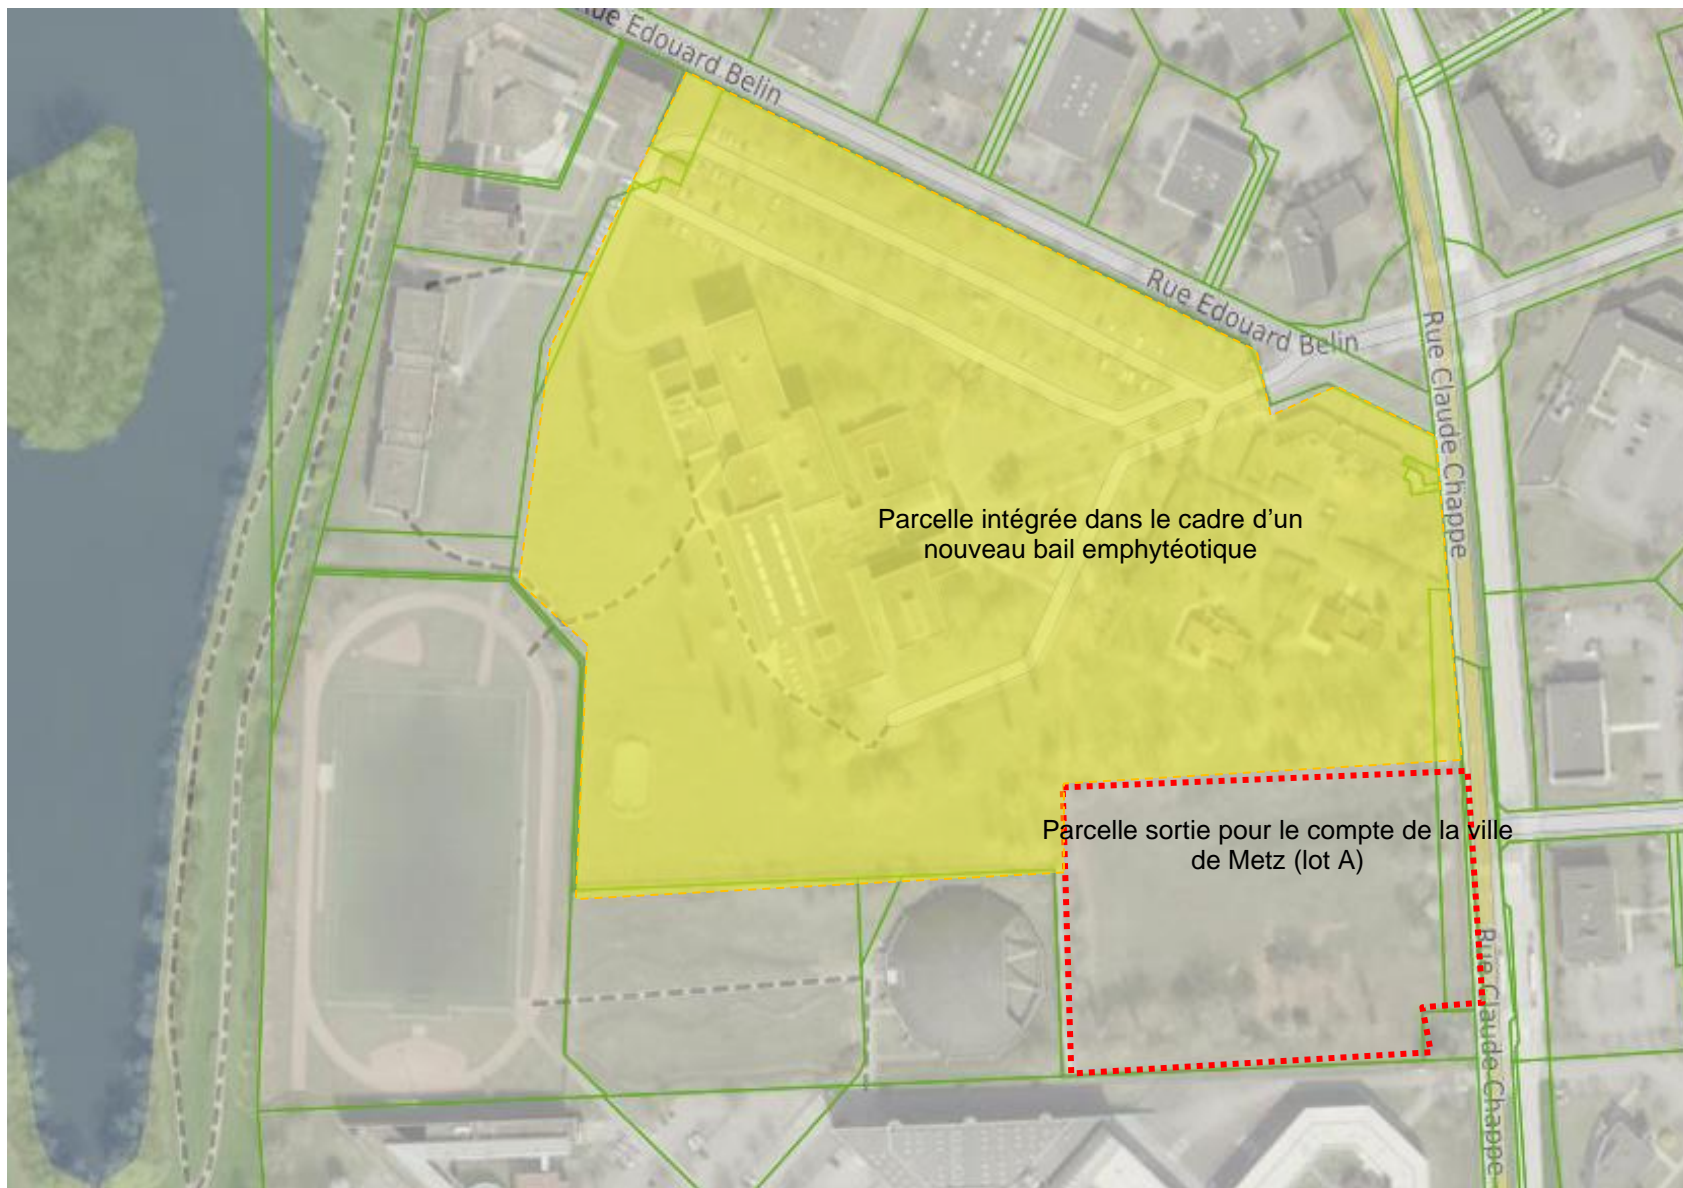 Rue Edouard Belin
Rue Edouard Belin
Rue Claude Chappe
Parcelle intégrée dans le cadre d’un
nouveau bail emphytéotique
Parcelle sortie pour le compte de la ville
de Metz (lot A)
Rue Claude Chappe